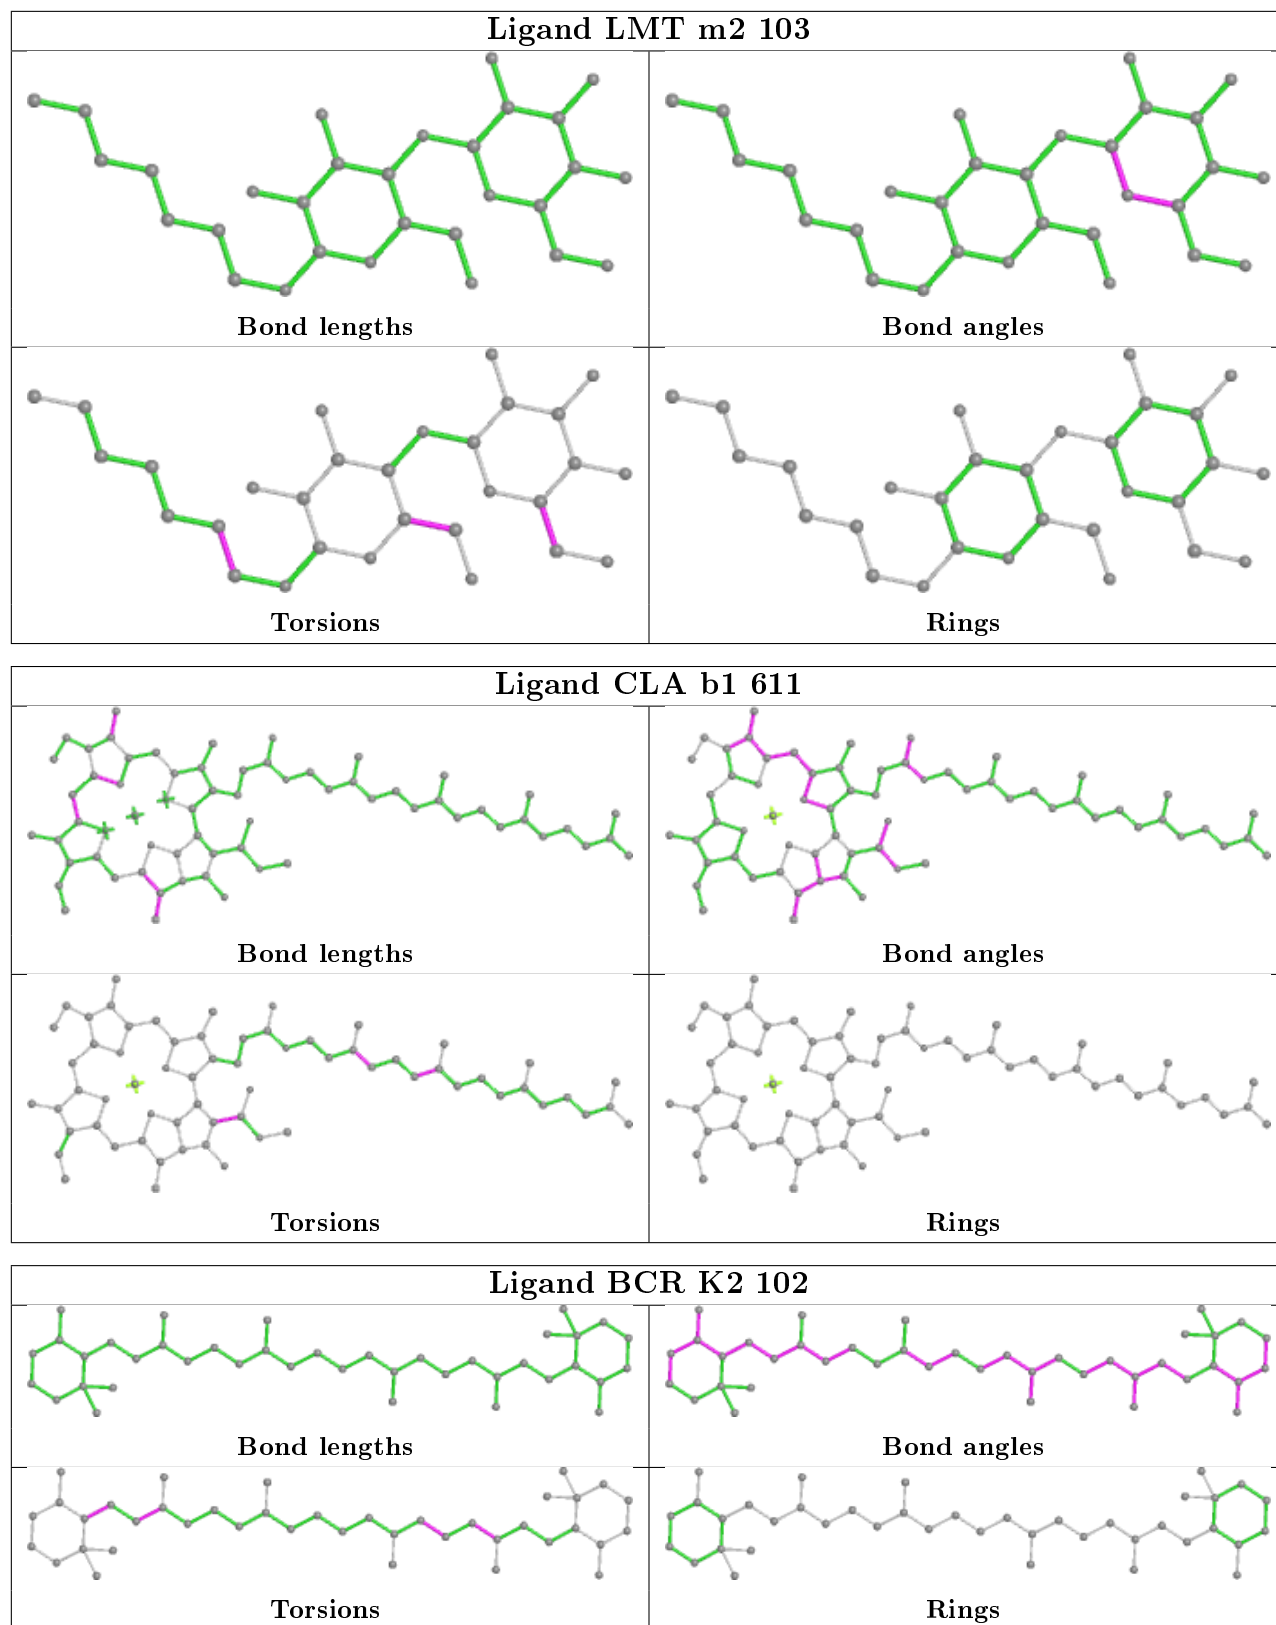 Ligand LMT m2 103
Bond lengths
Bond angles
Torsions
Rings
Ligand CLA b1 611
Bond lengths
Bond angles
Torsions
Rings
Ligand BCR K2 102
Bond lengths
Bond angles
Torsions
Rings